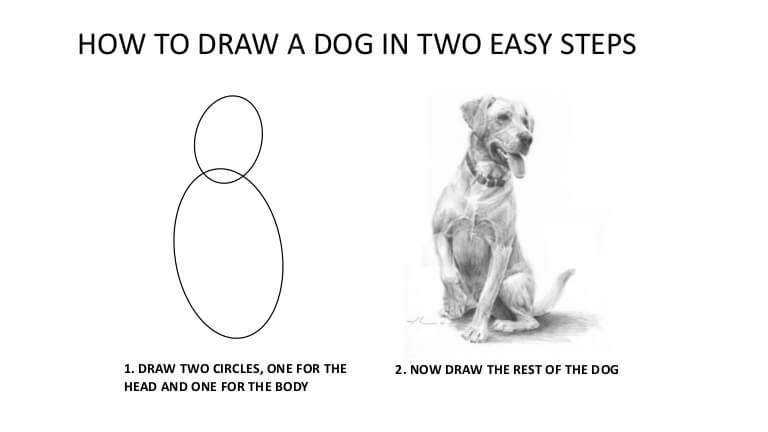 HOW TO DRAW A DOG IN TWO EASY STEPS
1. DRAW TWO CIRCLES, ONE FOR THE
HEAD AND ONE FOR THE BODY
2. NOW DRAW THE REST OF THE DOG